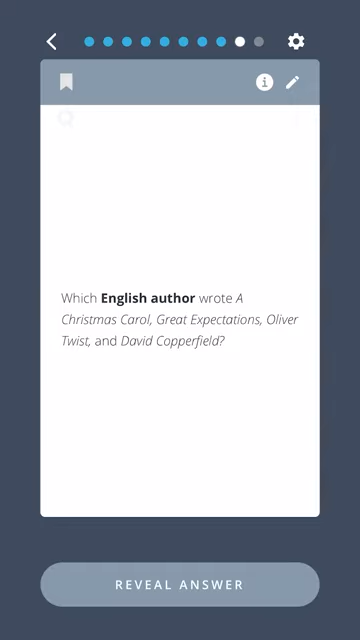 Which English author wrote A
Christmas Carol, Great Expectations, Oliver
Twist, and David Copperfield?
REVEAL ANSWER